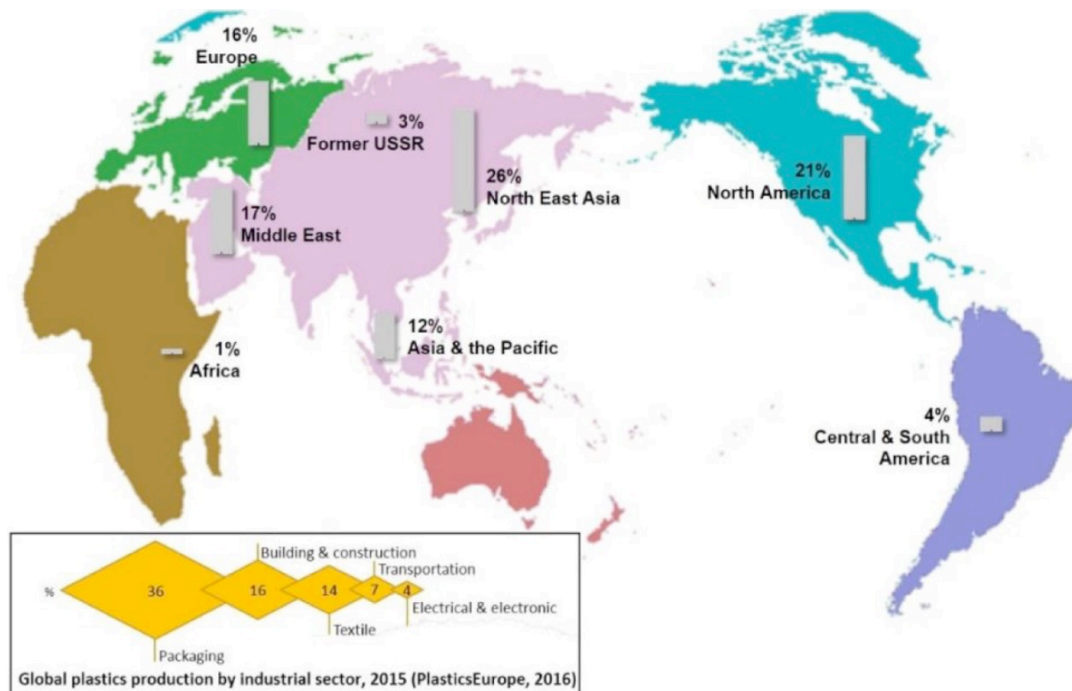 16%
Europe
3%
Former USSR
26%
North East Asia
21%
North America
17%
Middle East
12%
Asia & the Pacific
1%
Africa
4%
Central & South
America
Building & construction
Transportation
% 36 16 14 7 4
Electrical & electronic
Textile
Packaging
Global plastics production by industrial sector, 2015 (PlasticsEurope, 2016)